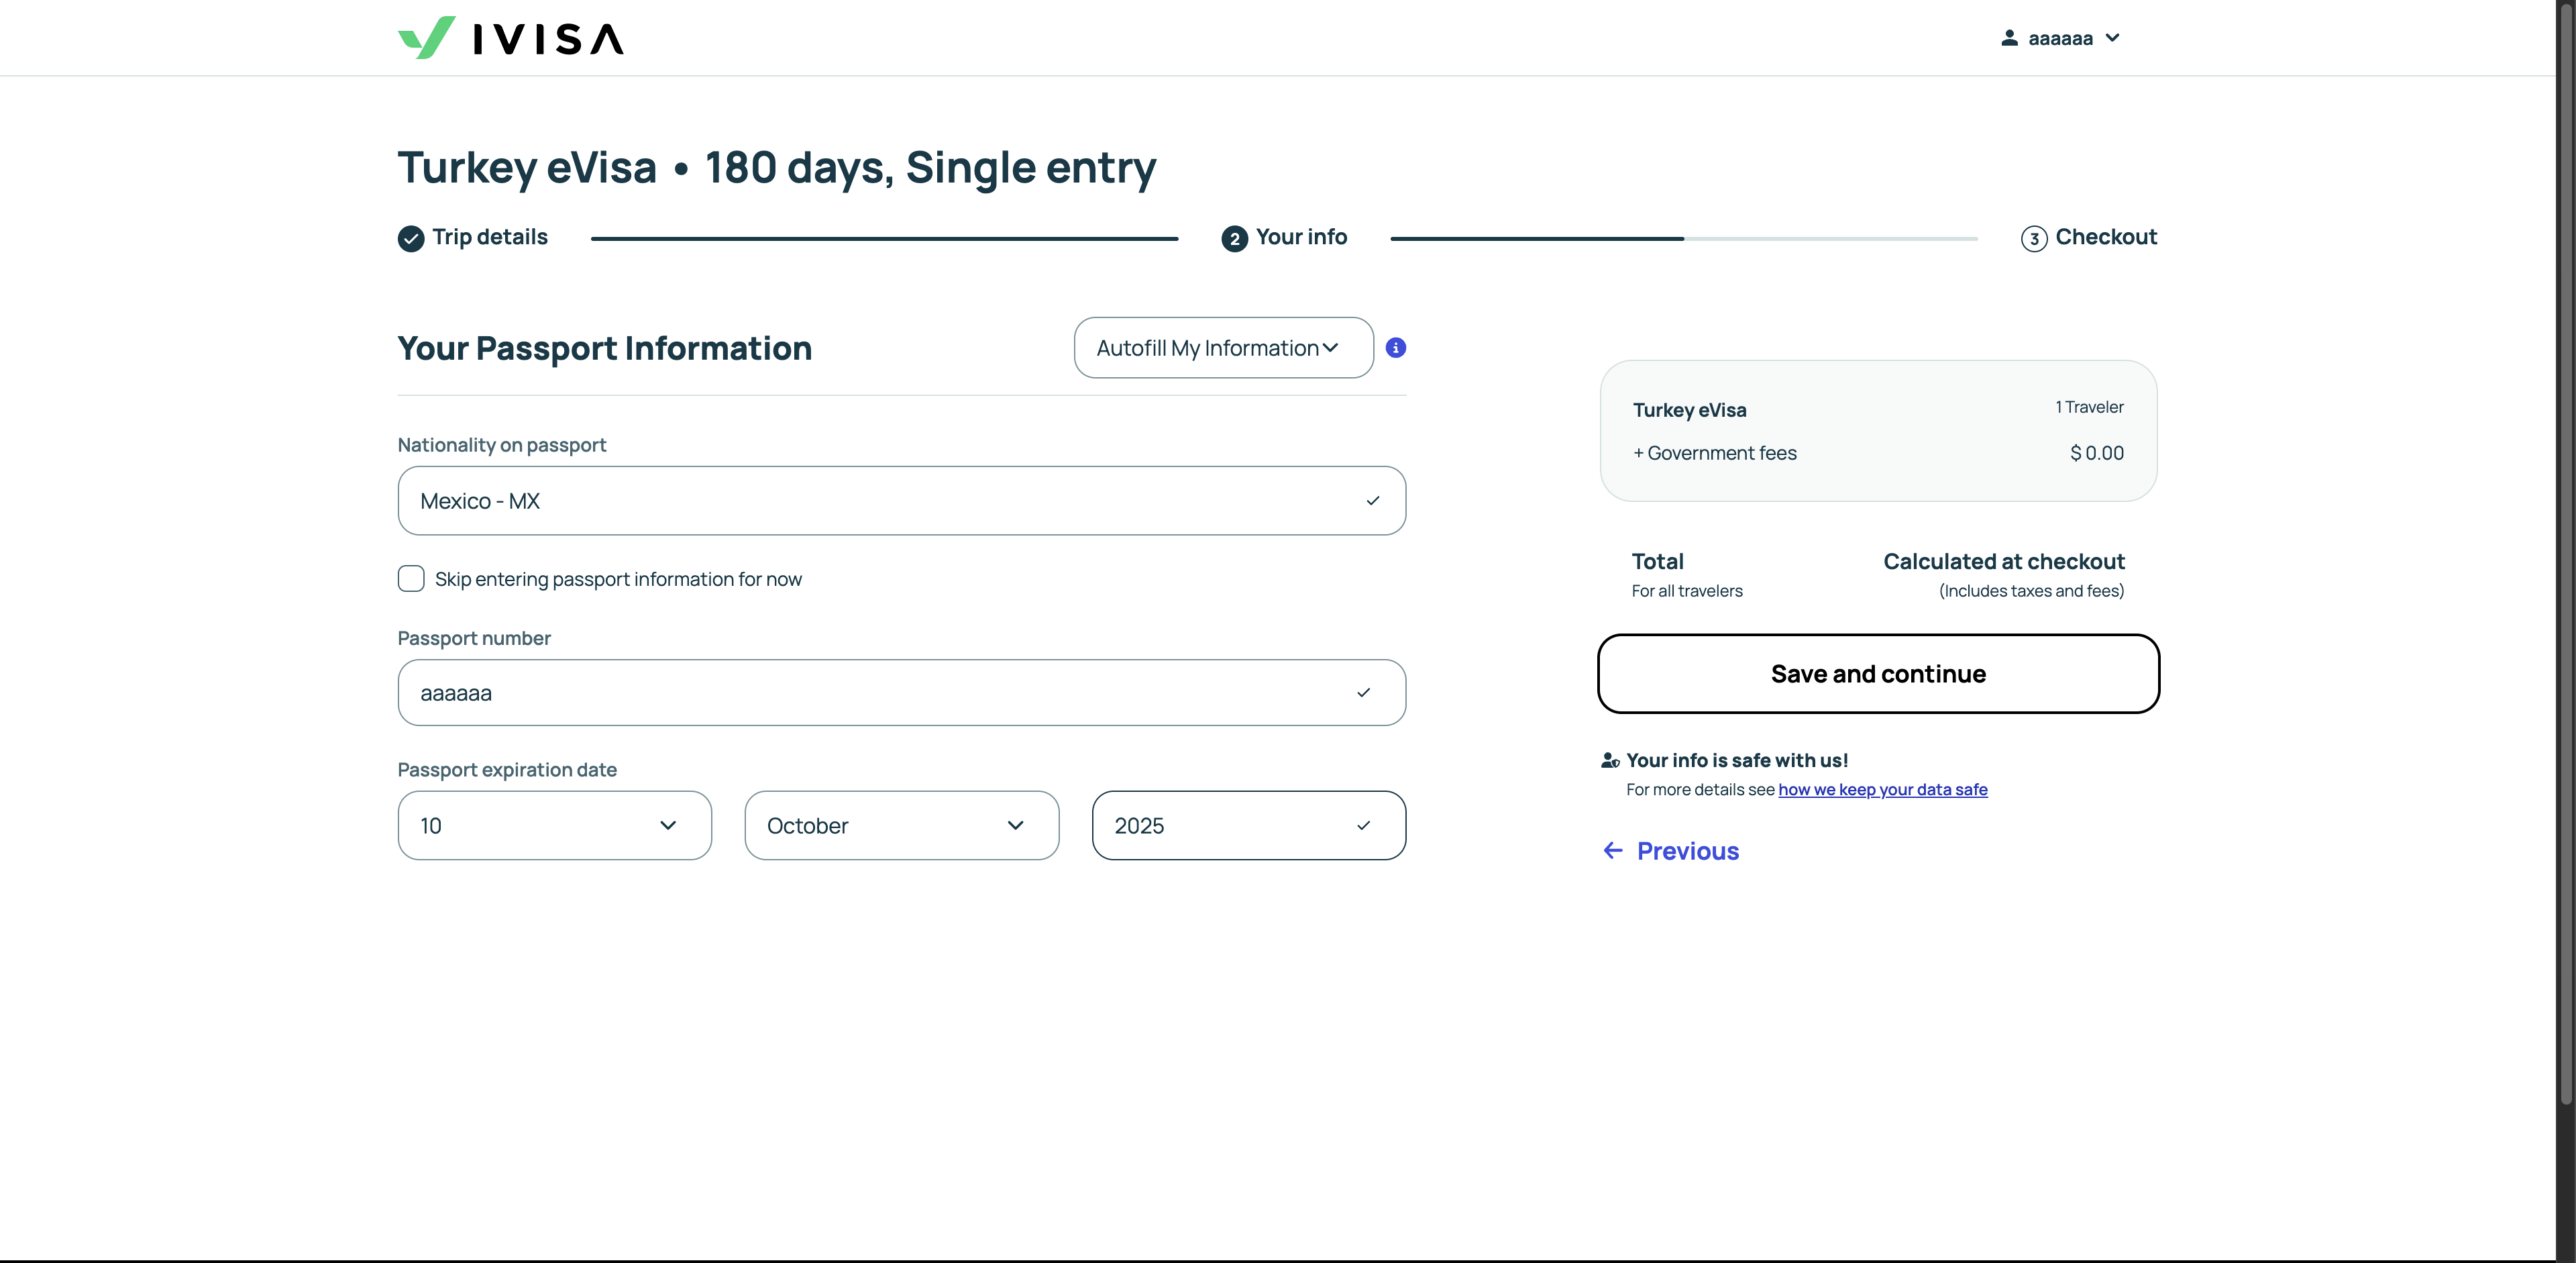 IVISA
aaaaaa
Turkey eVisa • 180 days, Single entry
Trip details
2 Your info
3 Checkout
Your Passport Information
Autofill My Information
Nationality on passport
Mexico - MX
Skip entering passport information for now
Passport number
aaaaaa
Passport expiration date
10
October
2025
Turkey eVisa
1 Traveler
+ Government fees
$ 0.00
Total
Calculated at checkout
For all travelers
(Includes taxes and fees)
Save and continue
Your info is safe with us!
For more details see how we keep your data safe
Previous